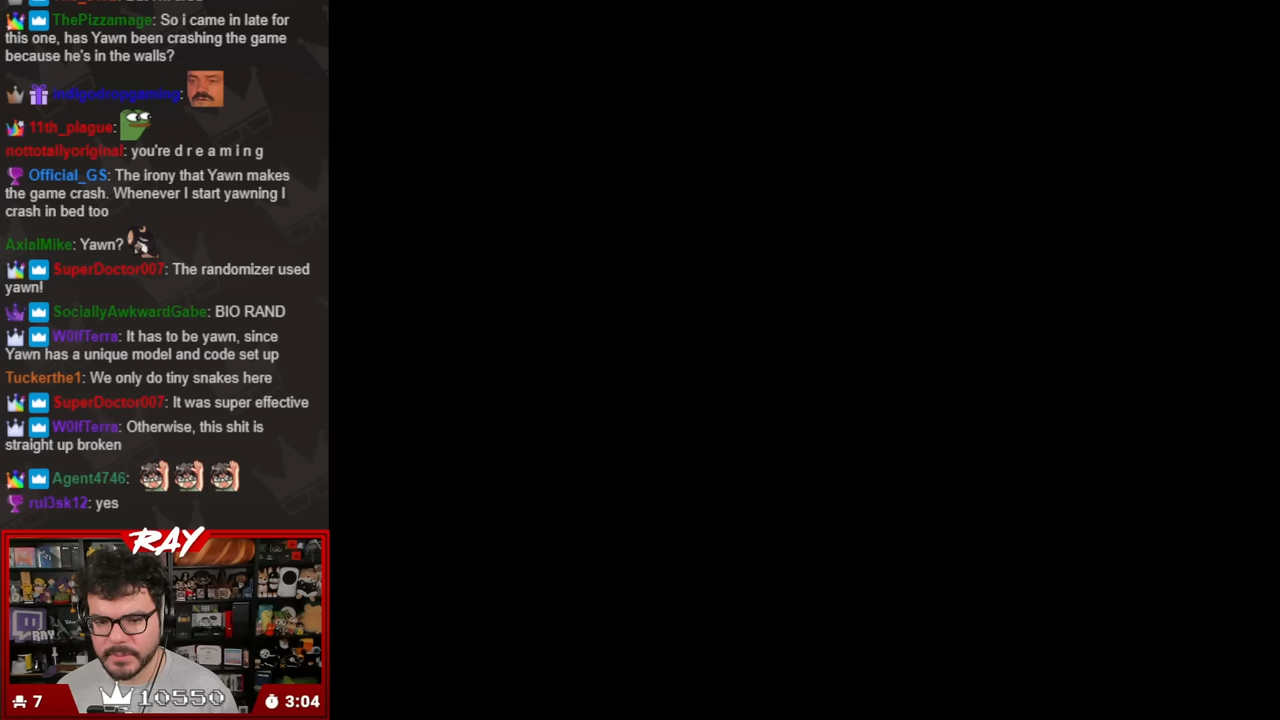 ThePizzamage: So i came in late for
this one, has Yawn been crashing the game
because he's in the walls?
11th_plague:
nottotallyoriginal: you're d r e a m i n g
Official_GS: The irony that Yawn makes
the game crash. Whenever I start yawning I
crash in bed too
AxialMike: Yawn?
SuperDoctor007: The randomizer used
yawn!
SociallyAwkwardGabe: BIO RAND
W0lfTerra: It has to be yawn, since
Yawn has a unique model and code set up
Tuckerthe1: We only do tiny snakes here
SuperDoctor007: It was super effective
W0lfTerra: Otherwise, this shit is
straight up broken
Agent4746:
rul3sk12: yes
RAY
RAY
7
10550
3:04